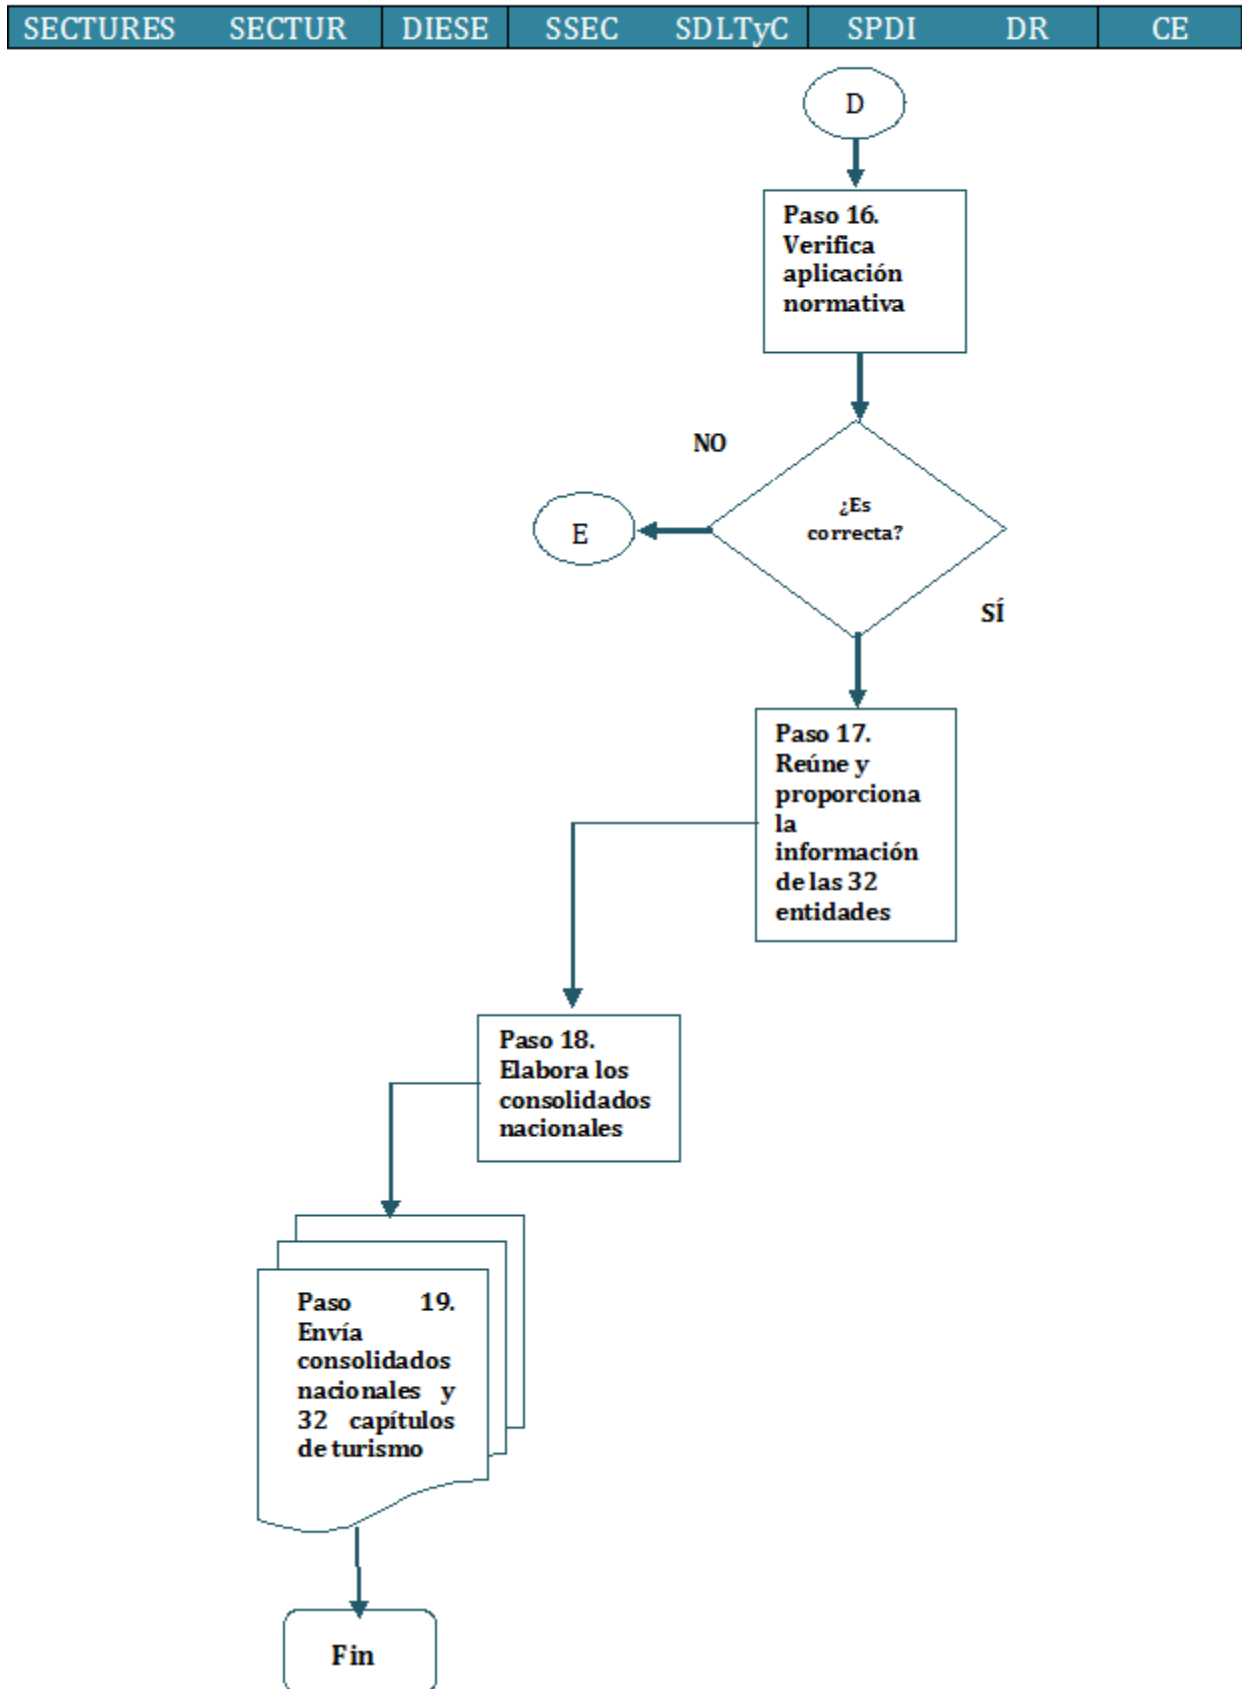 SECTURES SECTUR DIESE SSEC SDLTyC SPDI DR CE
D
Paso 16.
Verifica
aplicación
normativa
NO
¿Es
correcta?
E
SÍ
Paso 17.
Reúne y
proporciona
la
información
de las 32
entidades
Paso 18.
Elabora los
consolidados
nacionales
Paso 19.
Envía
consolidados
nacionales y
32 capítulos
de turismo
Fin